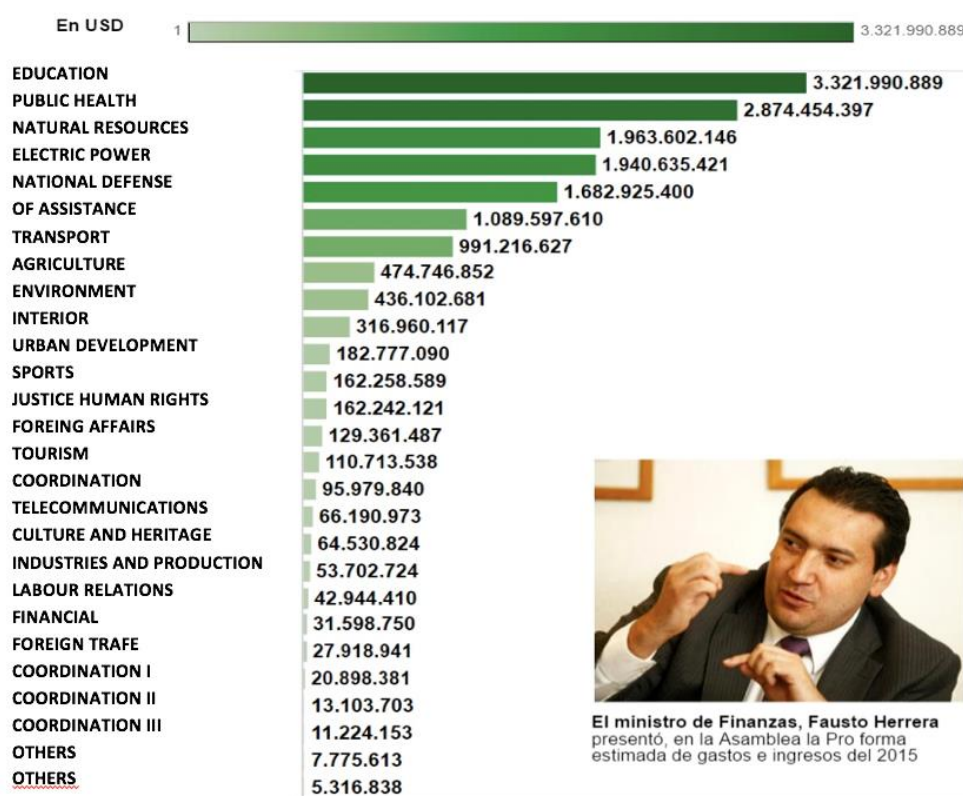 En USD
1 3.321.990.889
EDUCATION 3.321.990.889
PUBLIC HEALTH 2.874.454.397
NATURAL RESOURCES 1.963.602.146
ELECTRIC POWER 1.940.635.421
NATIONAL DEFENSE 1.682.925.400
OF ASSISTANCE 1.089.597.610
TRANSPORT 991.216.627
AGRICULTURE 474.746.852
ENVIRONMENT 436.102.681
INTERIOR 316.960.117
URBAN DEVELOPMENT 182.777.090
SPORTS 162.258.589
JUSTICE HUMAN RIGHTS 162.242.121
FOREING AFFAIRS 129.361.487
TOURISM 110.713.538
COORDINATION 95.979.840
TELECOMMUNICATIONS 66.190.973
CULTURE AND HERITAGE 64.530.824
INDUSTRIES AND PRODUCTION 53.702.724
LABOUR RELATIONS 42.944.410
FINANCIAL 31.598.750
FOREIGN TRAFE 27.918.941
COORDINATION I 20.898.381
COORDINATION II 13.103.703
COORDINATION III 11.224.153
OTHERS 7.775.613
OTHERS 5.316.838
El ministro de Finanzas, Fausto Herrera
presentó, en la Asamblea la Pro forma
estimada de gastos e ingresos del 2015